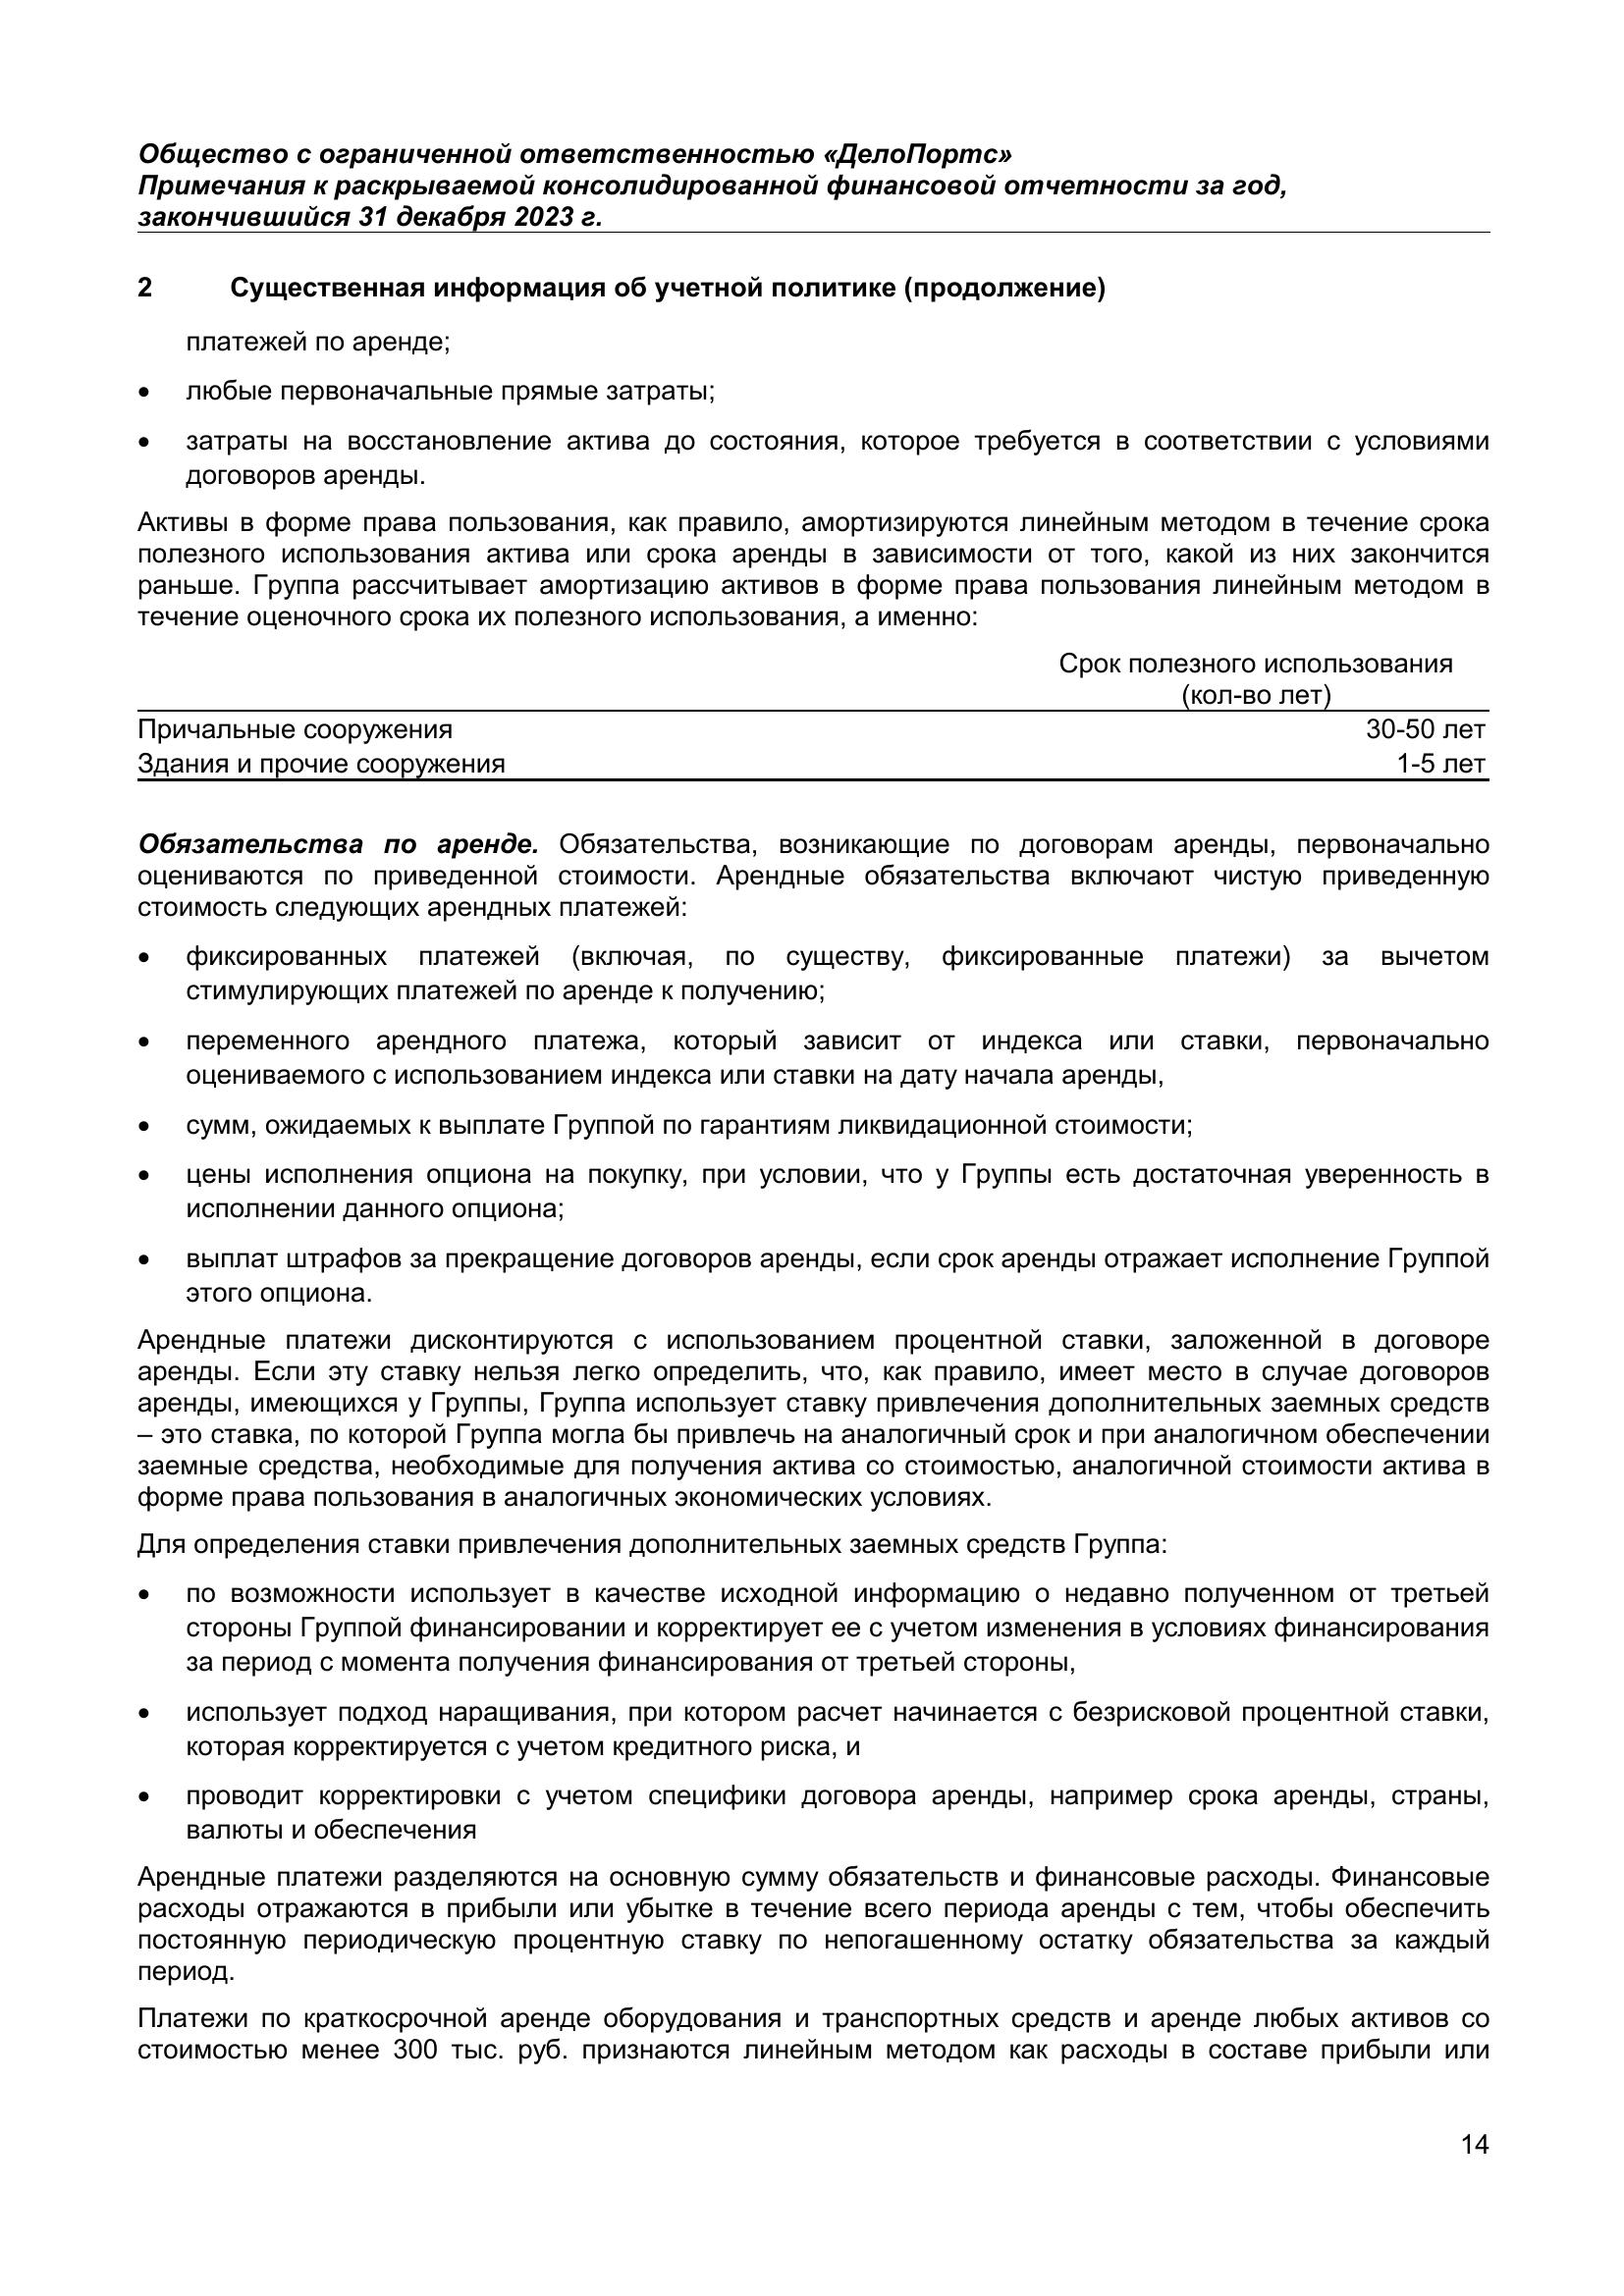 Общество с ограниченной ответственностью «ДелоПортс»
Примечания к раскрываемой консолидированной финансовой отчетности за год,
закончившийся 31 декабря 2023 г.
2 Существенная информация об учетной политике (продолжение)
платежей по аренде;
• любые первоначальные прямые затраты;
• затраты на восстановление актива до состояния, которое требуется в соответствии с условиями
договоров аренды.
Активы в форме права пользования, как правило, амортизируются линейным методом в течение срока
полезного использования актива или срока аренды в зависимости от того, какой из них закончится
раньше. Группа рассчитывает амортизацию активов в форме права пользования линейным методом в
течение оценочного срока их полезного использования, а именно:
Срок полезного использования
(кол-во лет)
Причальные сооружения 30-50 лет
Здания и прочие сооружения 1-5 лет
Обязательства по аренде. Обязательства, возникающие по договорам аренды, первоначально
оцениваются по приведенной стоимости. Арендные обязательства включают чистую приведенную
стоимость следующих арендных платежей:
• фиксированных платежей (включая, по существу, фиксированные платежи) за вычетом
стимулирующих платежей по аренде к получению;
• переменного арендного платежа, который зависит от индекса или ставки, первоначально
оцениваемого с использованием индекса или ставки на дату начала аренды,
• сумм, ожидаемых к выплате Группой по гарантиям ликвидационной стоимости;
• цены исполнения опциона на покупку, при условии, что у Группы есть достаточная уверенность в
исполнении данного опциона;
• выплат штрафов за прекращение договоров аренды, если срок аренды отражает исполнение Группой
этого опциона.
Арендные платежи дисконтируются с использованием процентной ставки, заложенной в договоре
аренды. Если эту ставку нельзя легко определить, что, как правило, имеет место в случае договоров
аренды, имеющихся у Группы, Группа использует ставку привлечения дополнительных заемных средств
– это ставка, по которой Группа могла бы привлечь на аналогичный срок и при аналогичном обеспечении
заемные средства, необходимые для получения актива со стоимостью, аналогичной стоимости актива в
форме права пользования в аналогичных экономических условиях.
Для определения ставки привлечения дополнительных заемных средств Группа:
• по возможности использует в качестве исходной информацию о недавно полученном от третьей
стороны Группой финансировании и корректирует ее с учетом изменения в условиях финансирования
за период с момента получения финансирования от третьей стороны,
• использует подход наращивания, при котором расчет начинается с безрисковой процентной ставки,
которая корректируется с учетом кредитного риска, и
• проводит корректировки с учетом специфики договора аренды, например срока аренды, страны,
валюты и обеспечения
Арендные платежи разделяются на основную сумму обязательств и финансовые расходы. Финансовые
расходы отражаются в прибыли или убытке в течение всего периода аренды с тем, чтобы обеспечить
постоянную периодическую процентную ставку по непогашенному остатку обязательства за каждый
период.
Платежи по краткосрочной аренде оборудования и транспортных средств и аренде любых активов со
стоимостью менее 300 тыс. руб. признаются линейным методом как расходы в составе прибыли или
14